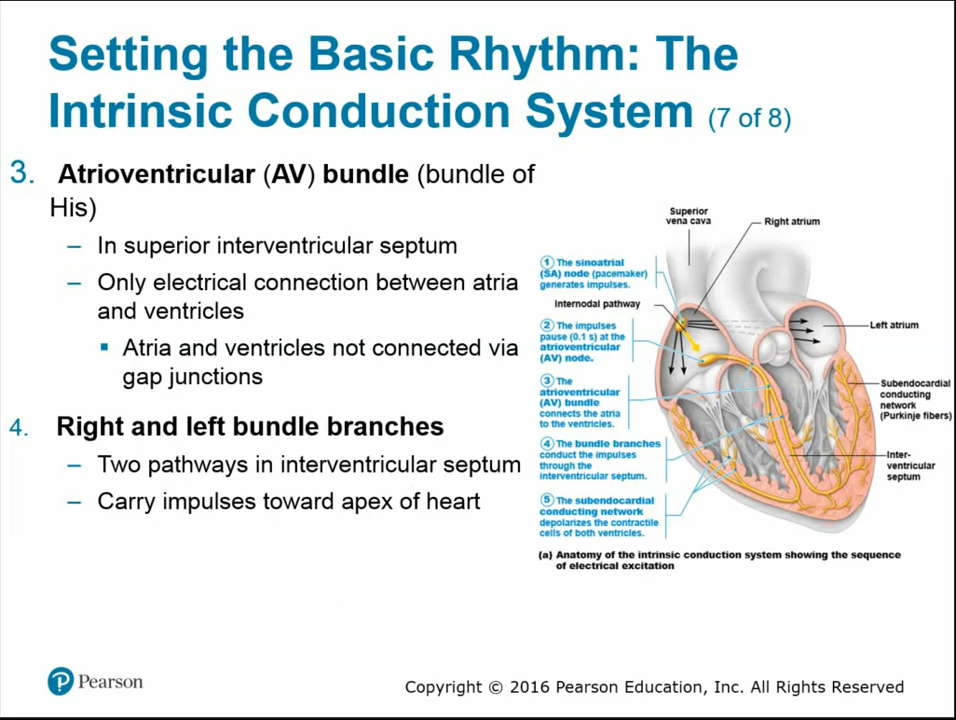 Setting the Basic Rhythm: The
Intrinsic Conduction System (7 of 8)
3. Atrioventricular (AV) bundle (bundle of
His)
– In superior interventricular septum
– Only electrical connection between atria
and ventricles
▪ Atria and ventricles not connected via
gap junctions
4. Right and left bundle branches
– Two pathways in interventricular septum
– Carry impulses toward apex of heart
Superior
vena cava
Right atrium
① The sinoatrial
(SA) node (pacemaker)
generates impulses.
Internodal pathway
② The impulses
pause (0.1 s) at the
atrioventricular
(AV) node.
③ The
atrioventricular
(AV) bundle
connects the atria
to the ventricles.
④ The bundle branches
conduct the impulses
through the
interventricular septum.
⑤ The subendocardial
conducting network
depolarizes the contractile
cells of both ventricles.
Left atrium
Subendocardial
conducting
network
(Purkinje fibers)
Inter-
ventricular
septum
(a) Anatomy of the intrinsic conduction system showing the sequence
of electrical excitation
P Pearson
Copyright © 2016 Pearson Education, Inc. All Rights Reserved